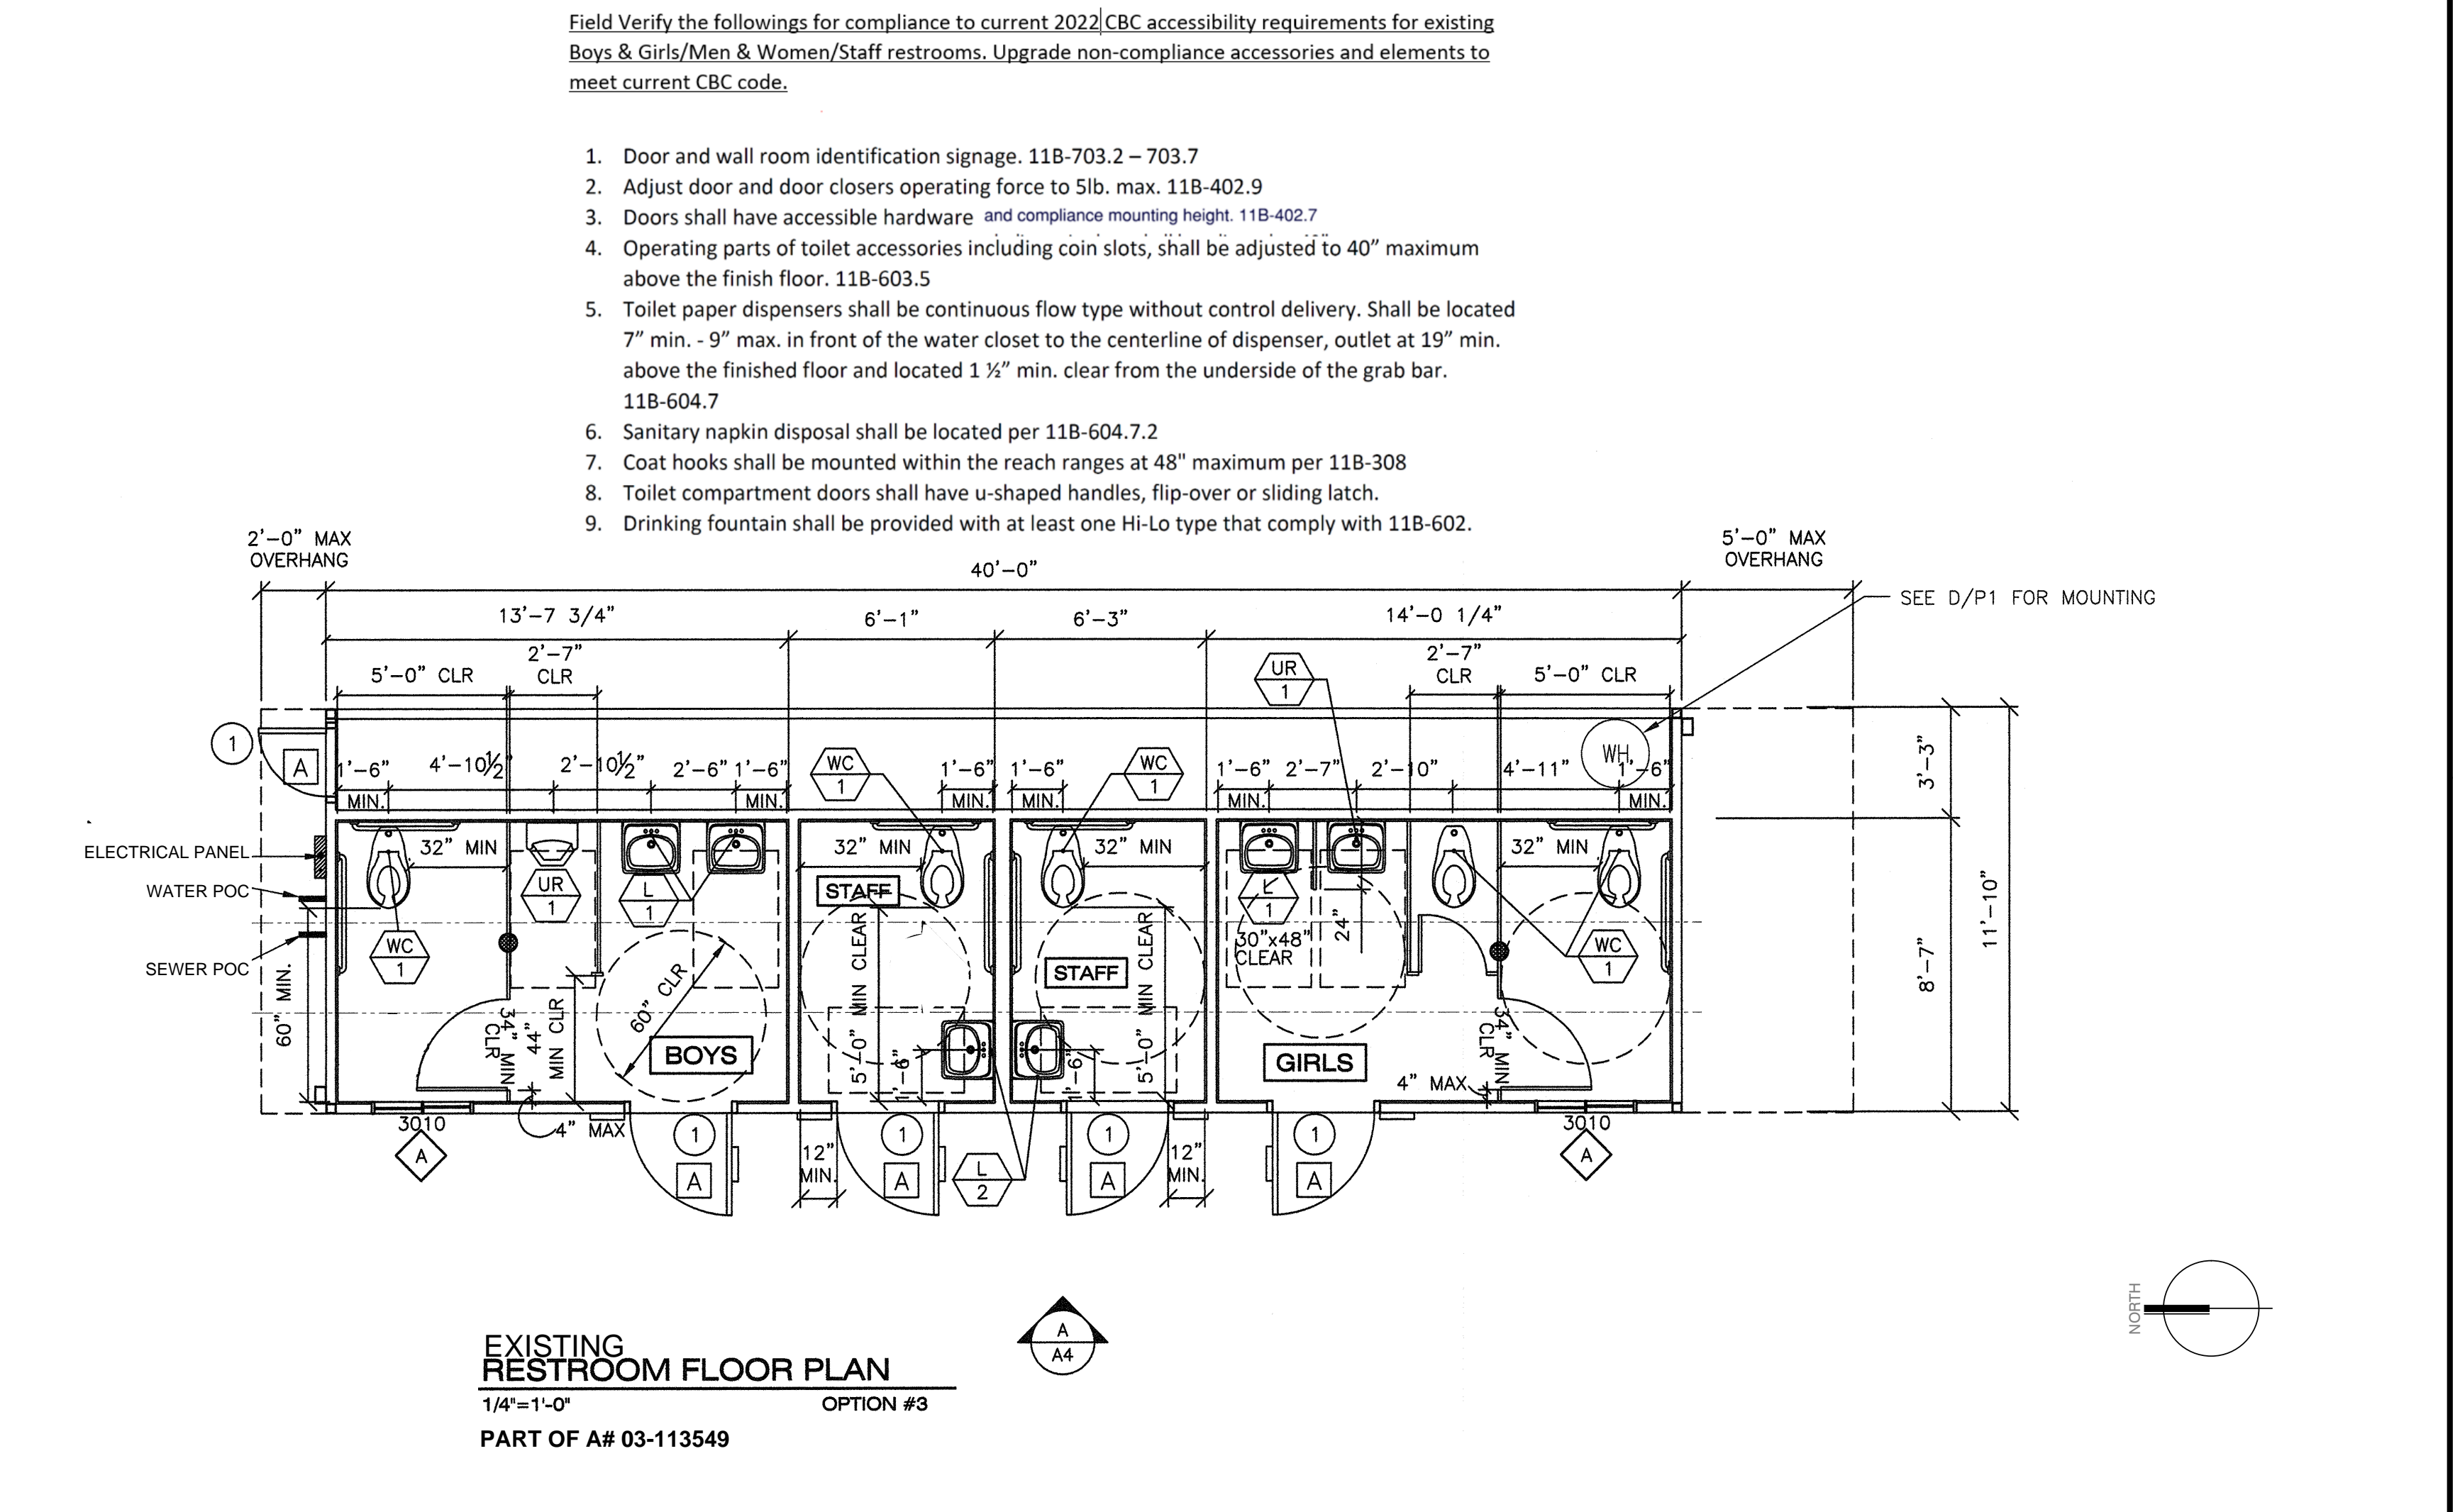 Field Verify the followings for compliance to current 2022 CBC accessibility requirements for existing
Boys & Girls/Men & Women/Staff restrooms. Upgrade non-compliance accessories and elements to
meet current CBC code.
1. Door and wall room identification signage. 11B-703.2 – 703.7
2. Adjust door and door closers operating force to 5lb. max. 11B-402.9
3. Doors shall have accessible hardware and compliance mounting height. 11B-402.7
4. Operating parts of toilet accessories including coin slots, shall be adjusted to 40” maximum
above the finish floor. 11B-603.5
5. Toilet paper dispensers shall be continuous flow type without control delivery. Shall be located
7” min. - 9” max. in front of the water closet to the centerline of dispenser, outlet at 19” min.
above the finished floor and located 1 ½” min. clear from the underside of the grab bar.
11B-604.7
6. Sanitary napkin disposal shall be located per 11B-604.7.2
7. Coat hooks shall be mounted within the reach ranges at 48" maximum per 11B-308
8. Toilet compartment doors shall have u-shaped handles, flip-over or sliding latch.
9. Drinking fountain shall be provided with at least one Hi-Lo type that comply with 11B-602.
2'-0” MAX
OVERHANG
40'-0”
5'-0” MAX
OVERHANG
SEE D/P1 FOR MOUNTING
13'-7 3/4”
6'-1”
6'-3”
14'-0 1/4”
5'-0” CLR
2'-7”
CLR
UR
1
2'-7”
CLR
5'-0” CLR
1
A
1'-6”
MIN.
4'-10½”
2'-10½”
2'-6”
1'-6”
MIN.
WC
1
1'-6”
MIN.
1'-6”
MIN.
WC
1
1'-6”
MIN.
2'-7”
2'-10”
4'-11”
WH
1'-6”
MIN.
3'-3”
ELECTRICAL PANEL
WATER POC
SEWER POC
32” MIN
UR
1
L
1
32” MIN
STAFF
32” MIN
L
1
32” MIN
WC
1
60” MIN.
34” MIN
CLR
44”
MIN CLR
60” CLR
BOYS
5'-0” MIN CLEAR
1'-6”
STAFF
5'-0” MIN CLEAR
1'-6”
30”x48”
CLEAR
24”
GIRLS
WC
1
34” MIN
CLR
4” MAX
8'-7”
11'-10”
3010
A
4” MAX
1
A
12”
MIN.
1
A
L
2
1
A
12”
MIN.
1
A
3010
A
NORTH
A
A4
EXISTING
RESTROOM FLOOR PLAN
1/4"=1'-0"
OPTION #3
PART OF A# 03-113549